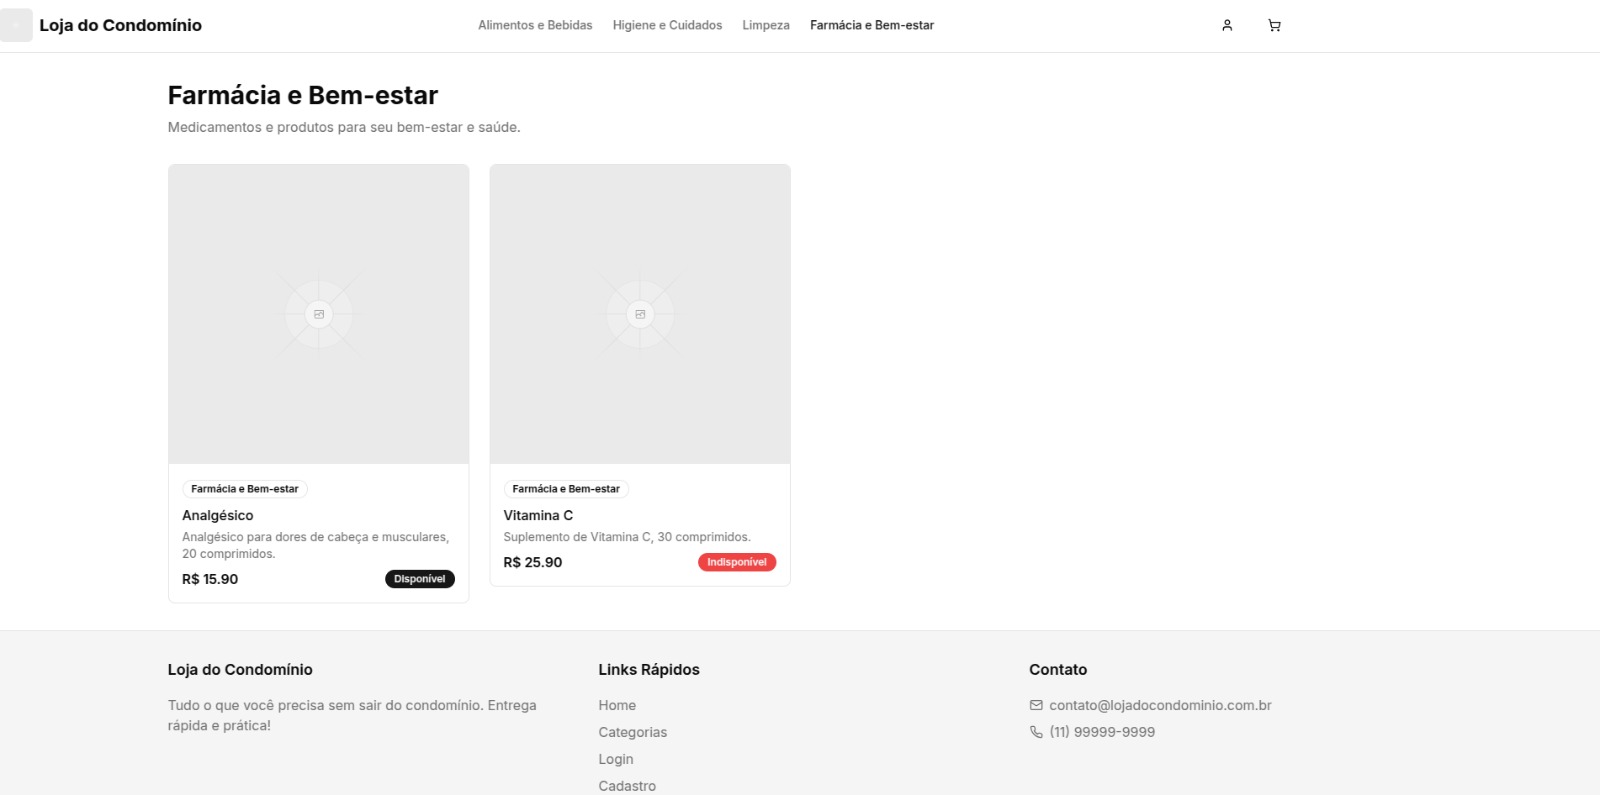 Loja do Condomínio
Alimentos e Bebidas
Higiene e Cuidados
Limpeza
Farmácia e Bem-estar
Farmácia e Bem-estar
Medicamentos e produtos para seu bem-estar e saúde.
Farmácia e Bem-estar
Analgésico
Analgésico para dores de cabeça e musculares,
20 comprimidos.
R$ 15.90
Disponível
Farmácia e Bem-estar
Vitamina C
Suplemento de Vitamina C, 30 comprimidos.
R$ 25.90
Indisponível
Loja do Condomínio
Tudo o que você precisa sem sair do condomínio. Entrega
rápida e prática!
Links Rápidos
Home
Categorias
Login
Cadastro
Contato
contato@lojadocondominio.com.br
(11) 99999-9999